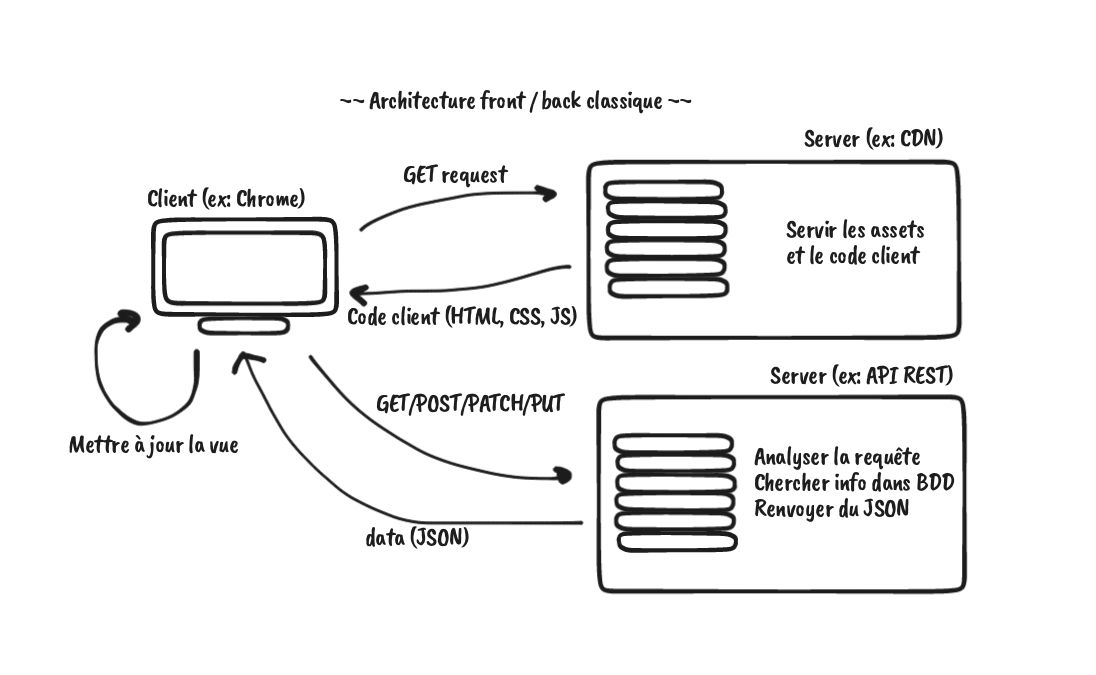 ~~ Architecture front / back classique ~~
Server (ex: CDN)
GET request
Client (ex: Chrome)
Servir les assets
et le code client
Code client (HTML, CSS, JS)
Server (ex: API REST)
GET/POST/PATCH/PUT
Mettre à jour la vue
Analyser la requête
Chercher info dans BDD
Renvoyer du JSON
data (JSON)